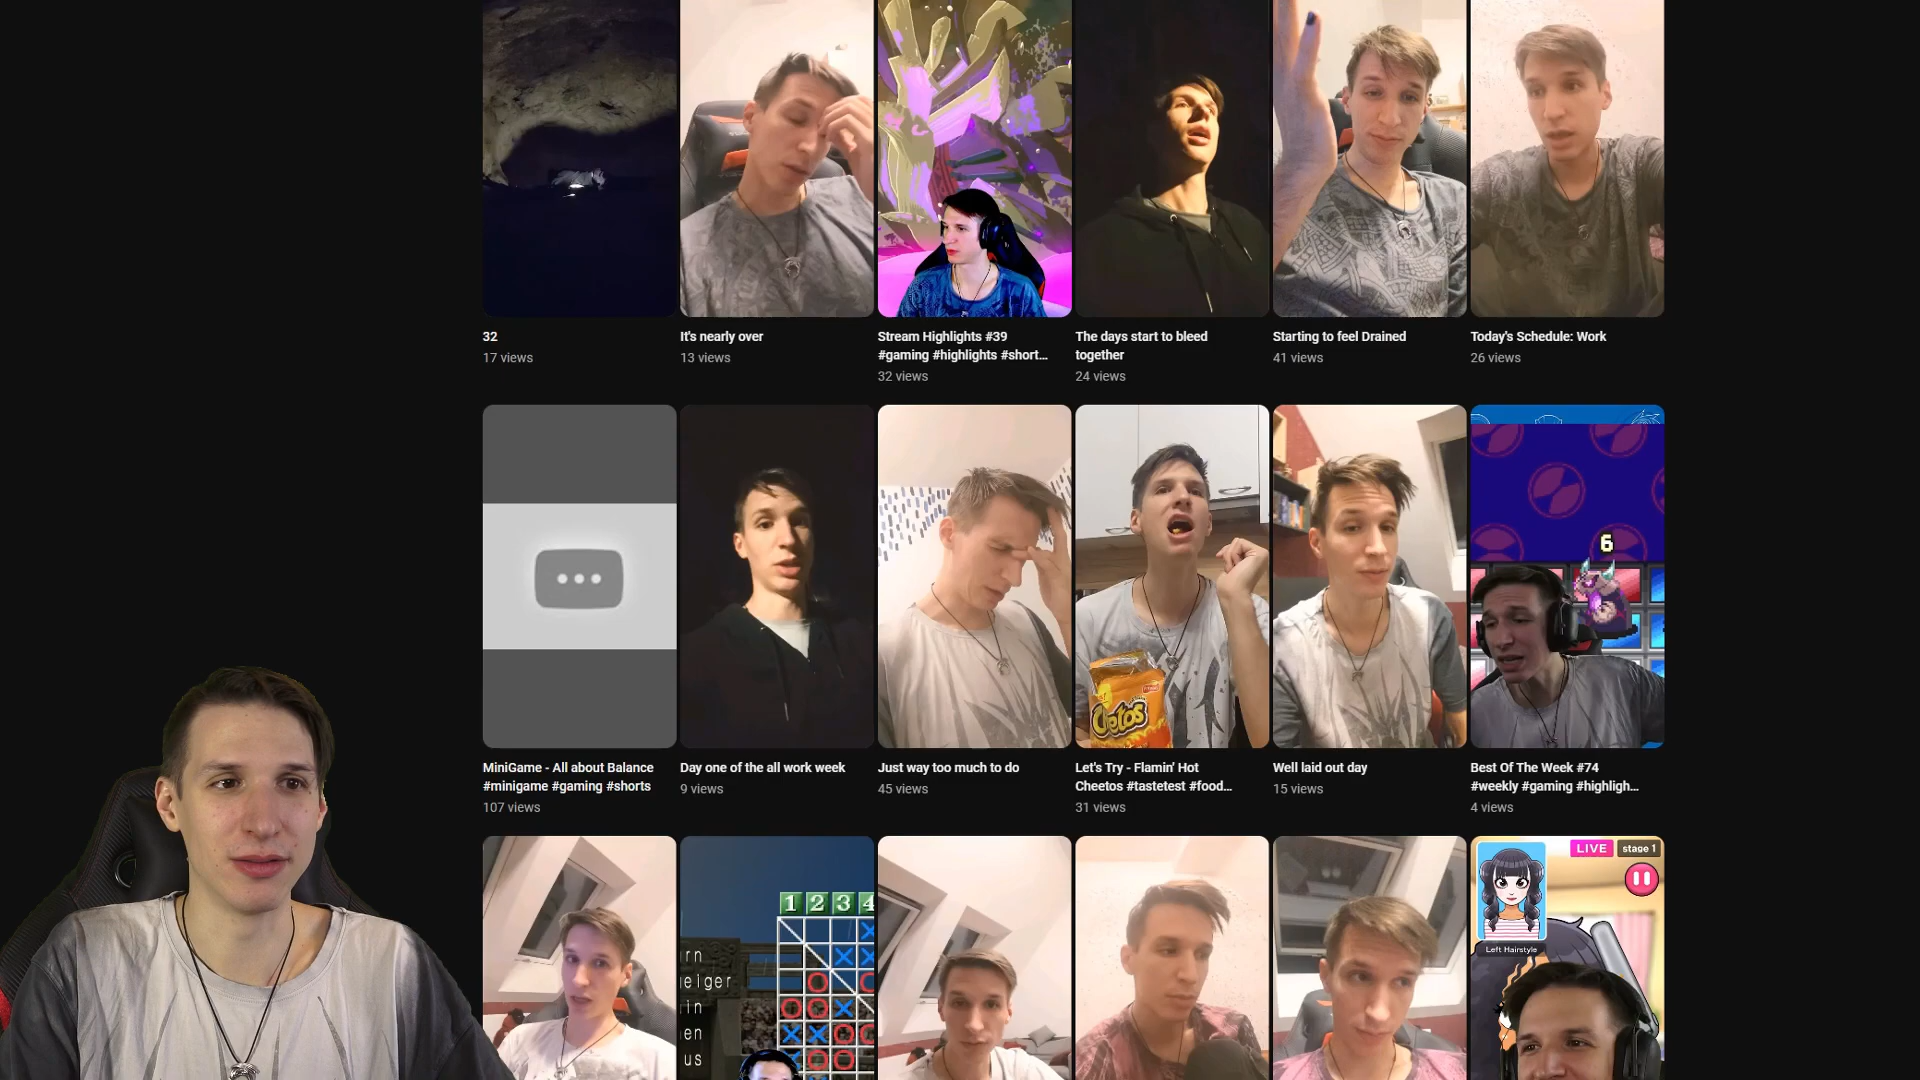 32
17 views
It's nearly over
13 views
Stream Highlights #39
#gaming #highlights #short...
32 views
The days start to bleed
together
24 views
Starting to feel Drained
41 views
Today's Schedule: Work
26 views
6
Cheetos
MiniGame - All about Balance
#minigame #gaming #shorts
107 views
Day one of the all work week
9 views
Just way too much to do
45 views
Let's Try - Flamin' Hot
Cheetos #tastetest #food...
31 views
Well laid out day
15 views
Best Of The Week #74
#weekly #gaming #highligh...
4 views
1 2 3 4
rn
eiger
in
en
us
LIVE
stage 1
Left Hairstyle